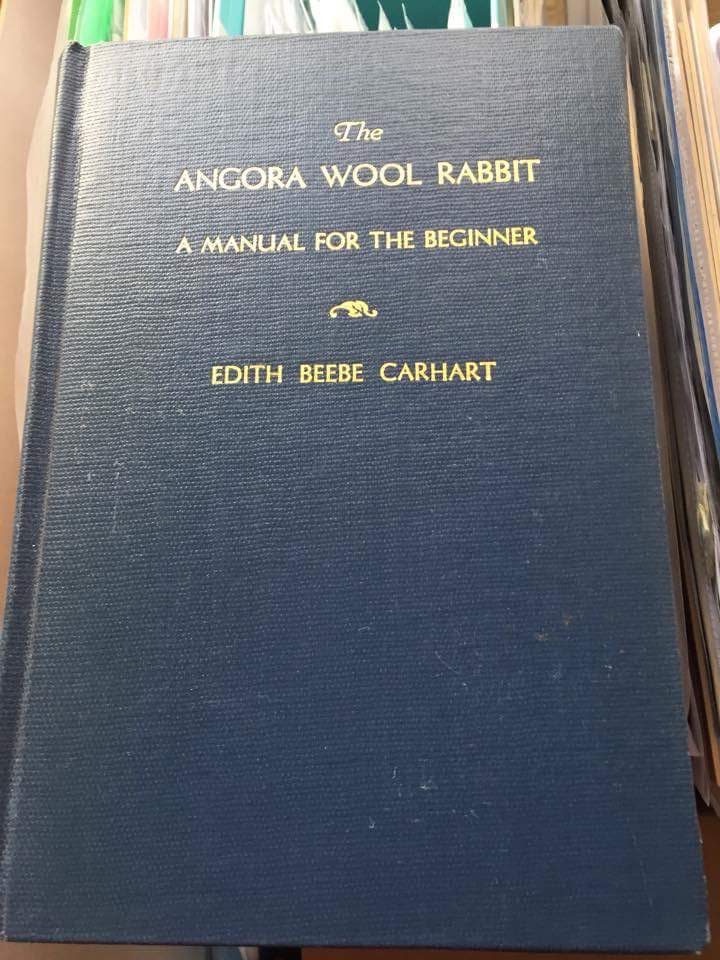 The
ANGORA WOOL RABBIT
A MANUAL FOR THE BEGINNER
EDITH BEEBE CARHART